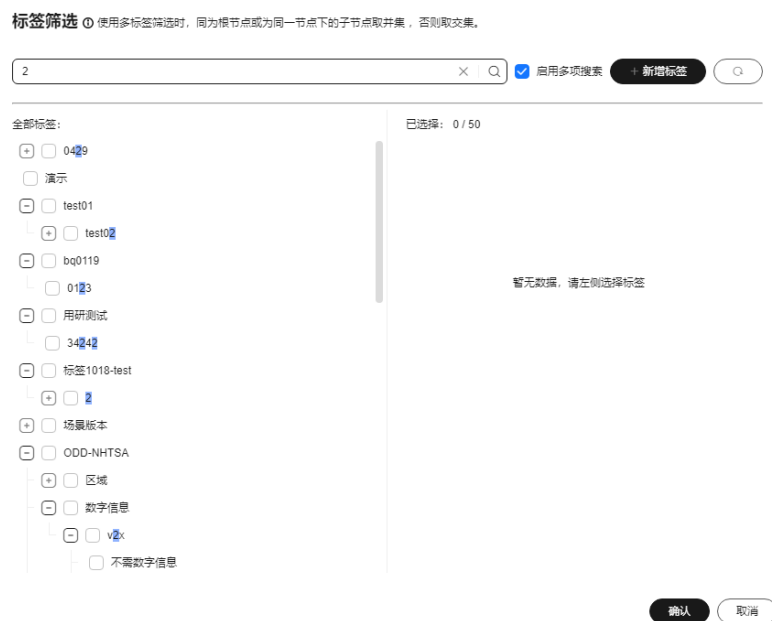 标签筛选 使用多标签筛选时，同为根节点或为同一节点下的子节点取并集，否则取交集。
2 启用多项搜素 + 新增标签
全部标签：
0429
演示
test01
test02
bq0119
0123
用研测试
34242
标签1018-test
2
场景版本
ODD-NHTSA
区域
数字信息
v2x
不需数字信息
已选择： 0 / 50
暂无数据，请左侧选择标签
确认 取消